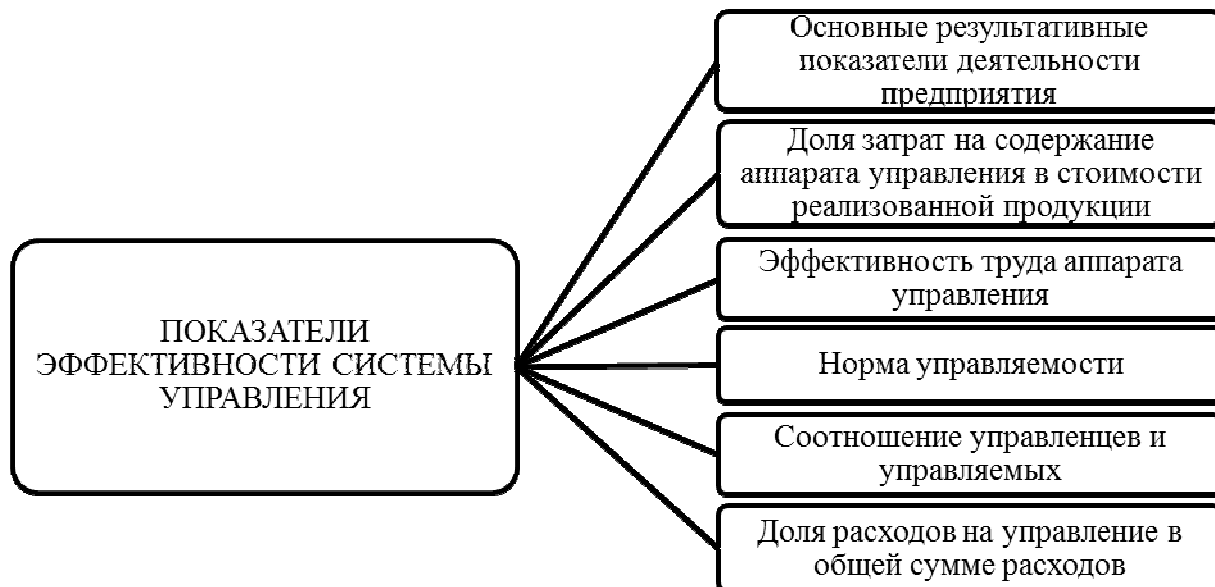 ПОКАЗАТЕЛИ
ЭФФЕКТИВНОСТИ СИСТЕМЫ
УПРАВЛЕНИЯ
Основные результативные
показатели деятельности
предприятия
Доля затрат на содержание
аппарата управления в стоимости
реализованной продукции
Эффективность труда аппарата
управления
Норма управляемости
Соотношение управленцев и
управляемых
Доля расходов на управление в
общей сумме расходов